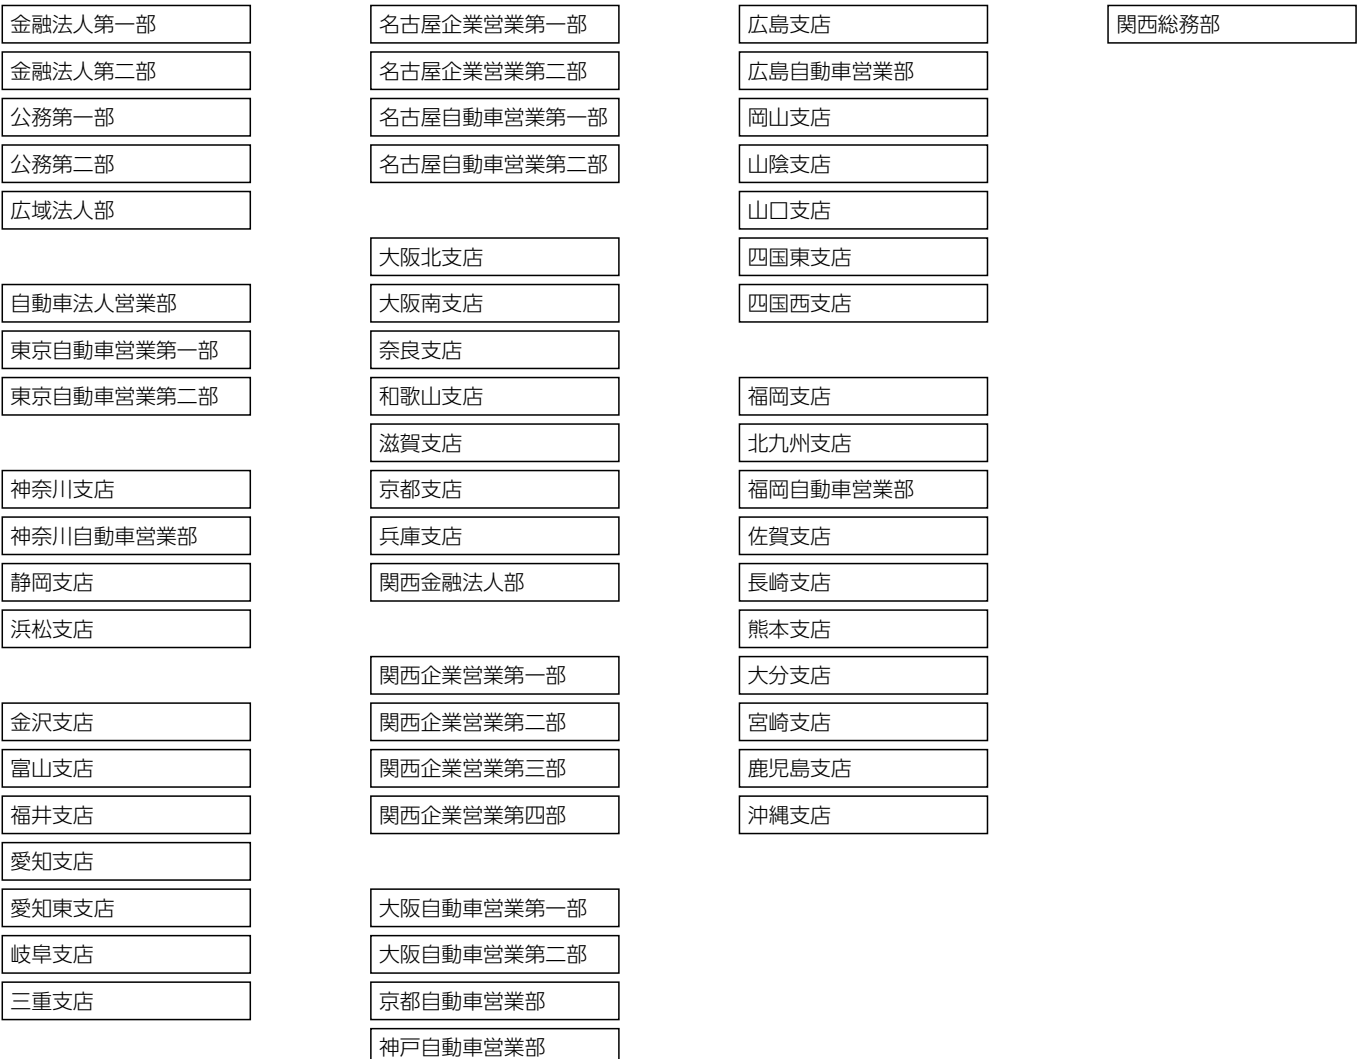 金融法人第一部
金融法人第二部
公務第一部
公務第二部
広域法人部
自動車法人営業部
東京自動車営業第一部
東京自動車営業第二部
神奈川支店
神奈川自動車営業部
静岡支店
浜松支店
金沢支店
富山支店
福井支店
愛知支店
愛知東支店
岐阜支店
三重支店
名古屋企業営業第一部
名古屋企業営業第二部
名古屋自動車営業第一部
名古屋自動車営業第二部
大阪北支店
大阪南支店
奈良支店
和歌山支店
滋賀支店
京都支店
兵庫支店
関西金融法人部
関西企業営業第一部
関西企業営業第二部
関西企業営業第三部
関西企業営業第四部
大阪自動車営業第一部
大阪自動車営業第二部
京都自動車営業部
神戸自動車営業部
広島支店
広島自動車営業部
岡山支店
山陰支店
山口支店
四国東支店
四国西支店
福岡支店
北九州支店
福岡自動車営業部
佐賀支店
長崎支店
熊本支店
大分支店
宮崎支店
鹿児島支店
沖縄支店
関西総務部